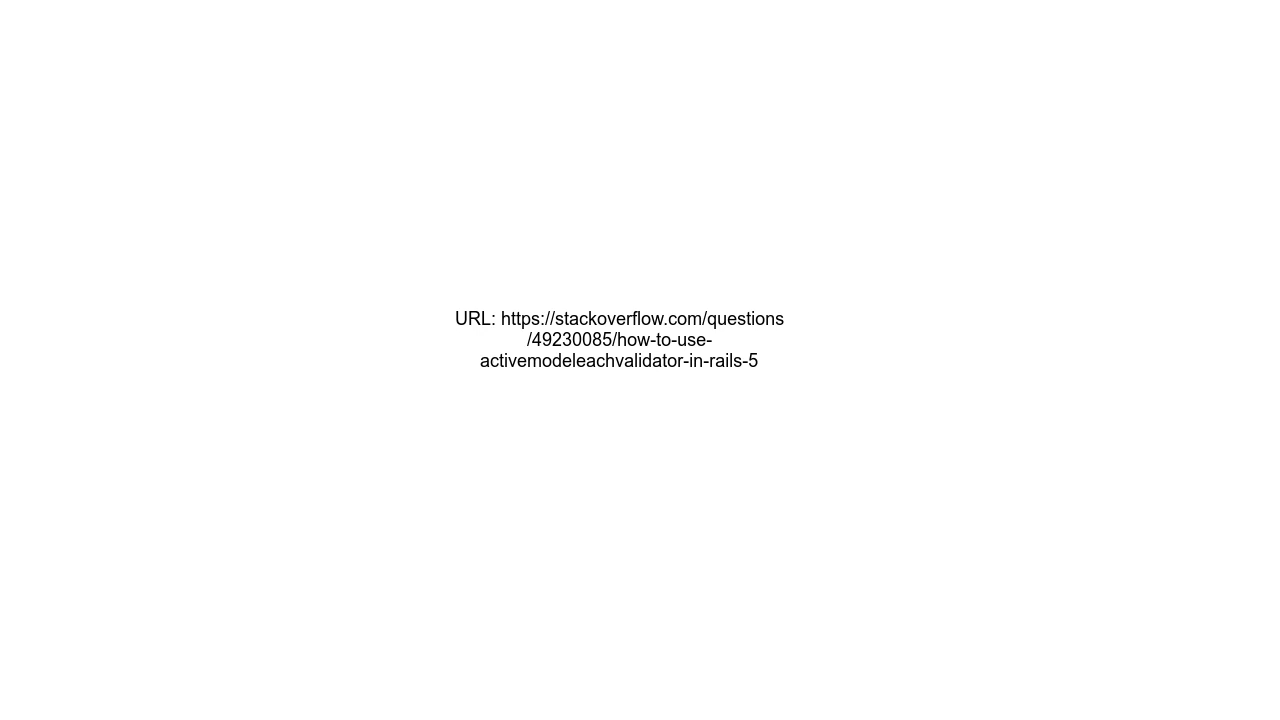 URL: https://stackoverflow.com/questions
/49230085/how-to-use-
activemodeleachvalidator-in-rails-5